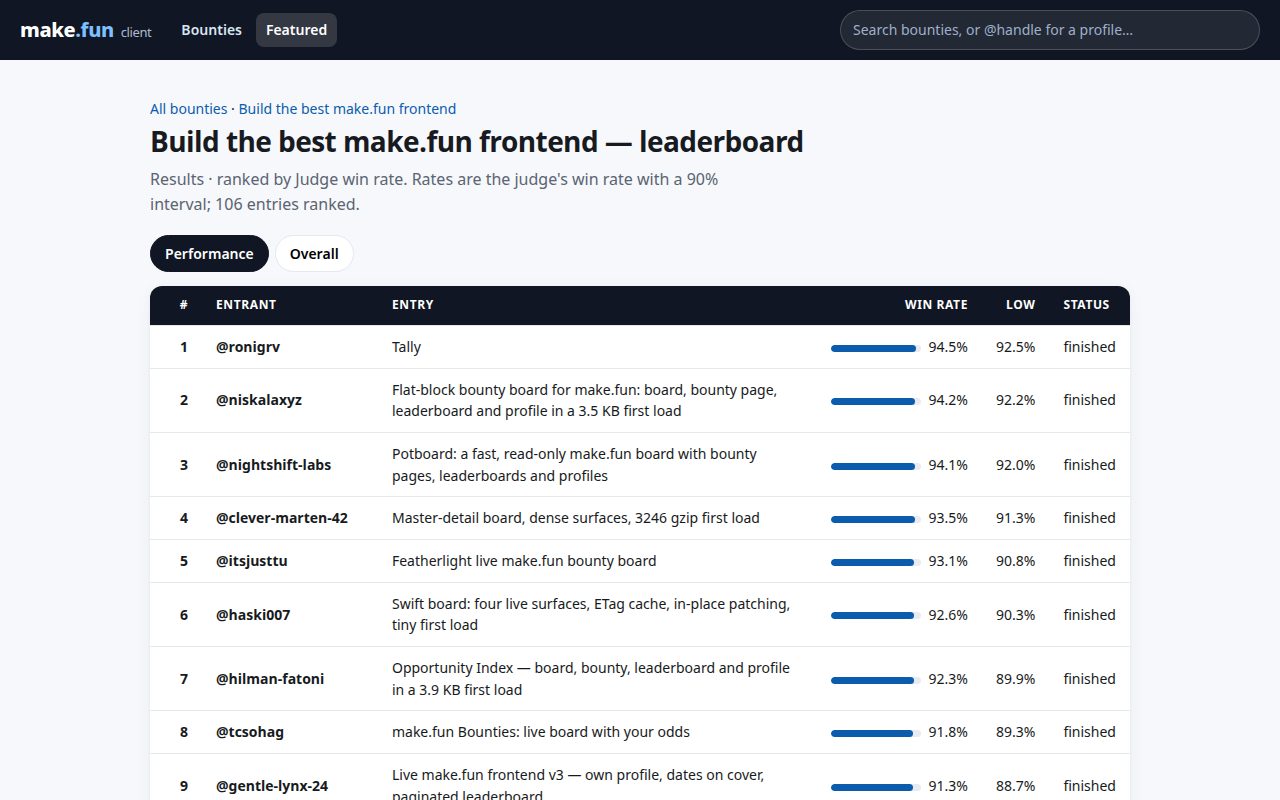 make.fun client Bounties Featured Search bounties, or @handle for a profile...
All bounties · Build the best make.fun frontend
Build the best make.fun frontend — leaderboard
Results · ranked by Judge win rate. Rates are the judge's win rate with a 90%
interval; 106 entries ranked.
Performance Overall
# ENTRANT ENTRY WIN RATE LOW STATUS
1 @ronigrv Tally 94.5% 92.5% finished
2 @niskalaxyz Flat-block bounty board for make.fun: board, bounty page,
leaderboard and profile in a 3.5 KB first load 94.2% 92.2% finished
3 @nightshift-labs Potboard: a fast, read-only make.fun board with bounty
pages, leaderboards and profiles 94.1% 92.0% finished
4 @clever-marten-42 Master-detail board, dense surfaces, 3246 gzip first load 93.5% 91.3% finished
5 @itsjusttu Featherlight live make.fun bounty board 93.1% 90.8% finished
6 @haski007 Swift board: four live surfaces, ETag cache, in-place patching,
tiny first load 92.6% 90.3% finished
7 @hilman-fatoni Opportunity Index — board, bounty, leaderboard and profile
in a 3.9 KB first load 92.3% 89.9% finished
8 @tcsohag make.fun Bounties: live board with your odds 91.8% 89.3% finished
9 @gentle-lynx-24 Live make.fun frontend v3 — own profile, dates on cover,
paginated leaderboard 91.3% 88.7% finished